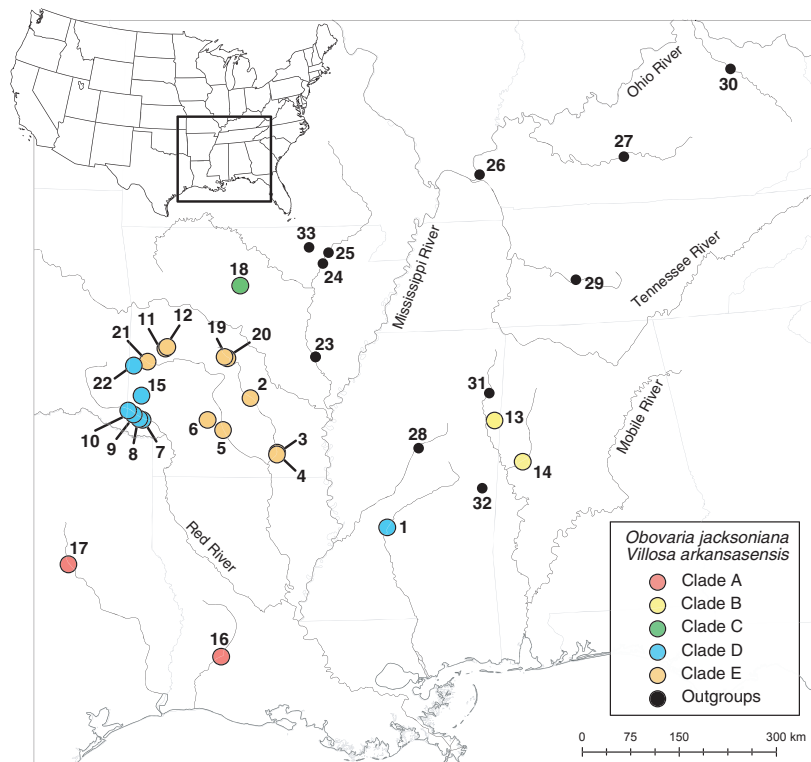 Ohio River
30
27
26
Mississippi River
33
25
24
Tennessee River
29
18
12
11
21
19
20
23
22
15
2
31
13
Mobile River
10
9
8
7
6
5
3
4
28
14
32
1
Red River
17
16
Obovaria jacksoniana
Villosa arkansasensis
Clade A
Clade B
Clade C
Clade D
Clade E
Outgroups
0 75 150 300 km